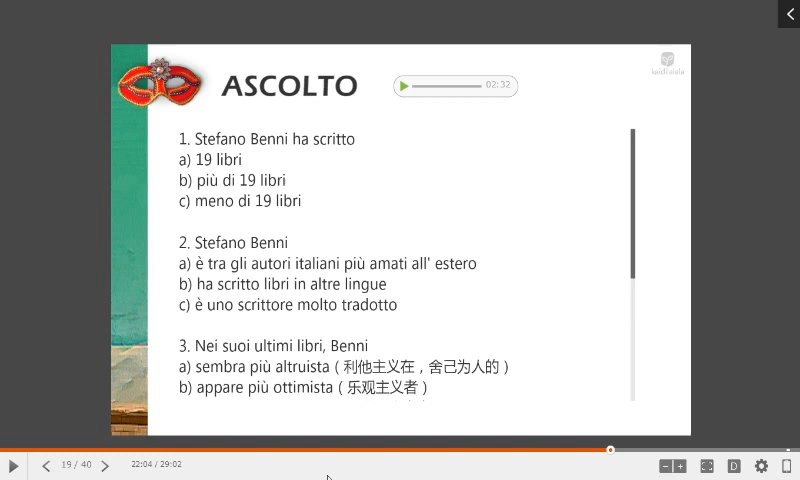 ASCOLTO
02:32
kaidialala
1. Stefano Benni ha scritto
a) 19 libri
b) più di 19 libri
c) meno di 19 libri
2. Stefano Benni
a) è tra gli autori italiani più amati all' estero
b) ha scritto libri in altre lingue
c) è uno scrittore molto tradotto
3. Nei suoi ultimi libri, Benni
a) sembra più altruista ( 利他主义在，舍己为人的 )
b) appare più ottimista ( 乐观主义者 )
19 / 40
22:04 / 29:02
D